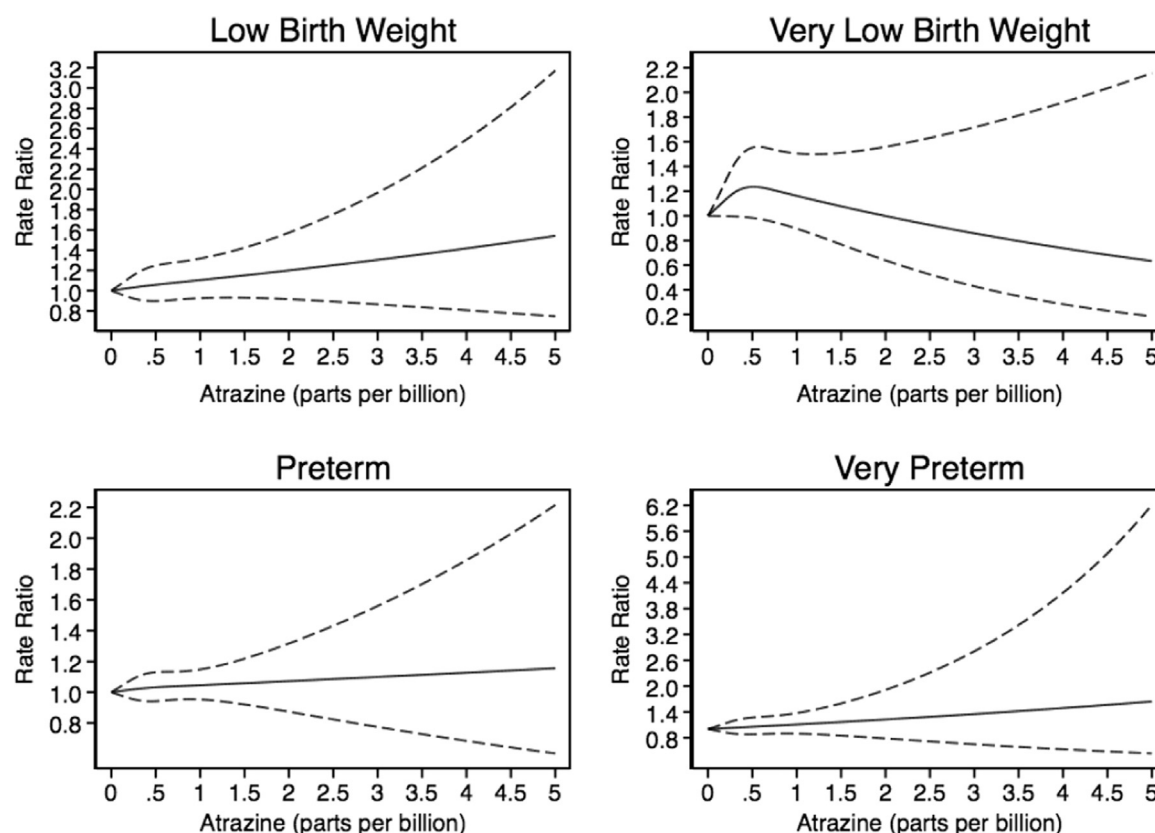 Low Birth Weight
Rate Ratio
3.2
3.0
2.8
2.6
2.4
2.2
2.0
1.8
1.6
1.4
1.2
1.0
0.8
0 .5 1 1.5 2 2.5 3 3.5 4 4.5 5
Atrazine (parts per billion)
Very Low Birth Weight
Rate Ratio
2.2
2.0
1.8
1.6
1.4
1.2
1.0
0.8
0.6
0.4
0.2
0 .5 1 1.5 2 2.5 3 3.5 4 4.5 5
Atrazine (parts per billion)
Preterm
Rate Ratio
2.2
2.0
1.8
1.6
1.4
1.2
1.0
0.8
0 .5 1 1.5 2 2.5 3 3.5 4 4.5 5
Atrazine (parts per billion)
Very Preterm
Rate Ratio
6.2
5.6
5.0
4.4
3.8
3.2
2.6
2.0
1.4
0.8
0 .5 1 1.5 2 2.5 3 3.5 4 4.5 5
Atrazine (parts per billion)